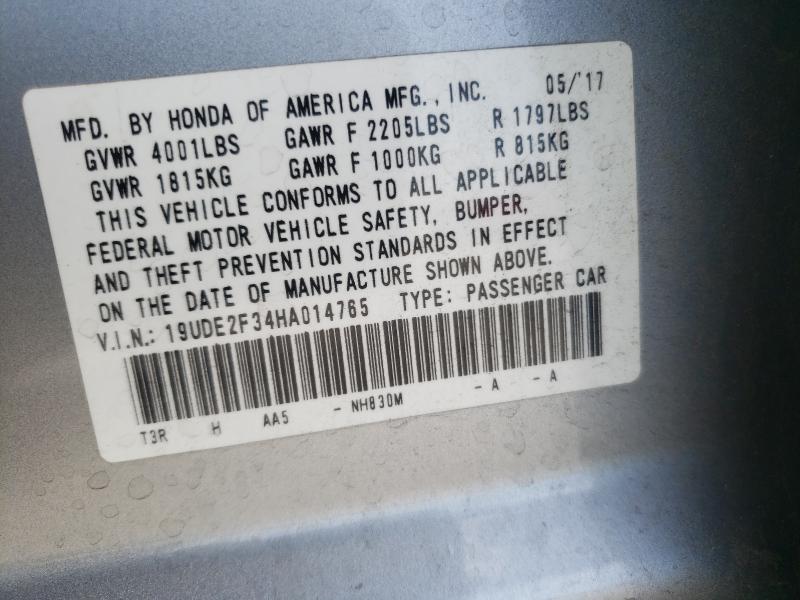 MFD. BY HONDA OF AMERICA MFG., INC. 05/'17
GVWR 4001LBS GAWR F 2205LBS R 1797LBS
GVWR 1815KG GAWR F 1000KG R 815KG
THIS VEHICLE CONFORMS TO ALL APPLICABLE
FEDERAL MOTOR VEHICLE SAFETY, BUMPER,
AND THEFT PREVENTION STANDARDS IN EFFECT
ON THE DATE OF MANUFACTURE SHOWN ABOVE.
V.I.N.: 19UDE2F34HA014765 TYPE: PASSENGER CAR
T3R H AA5 - NH830M - A - A